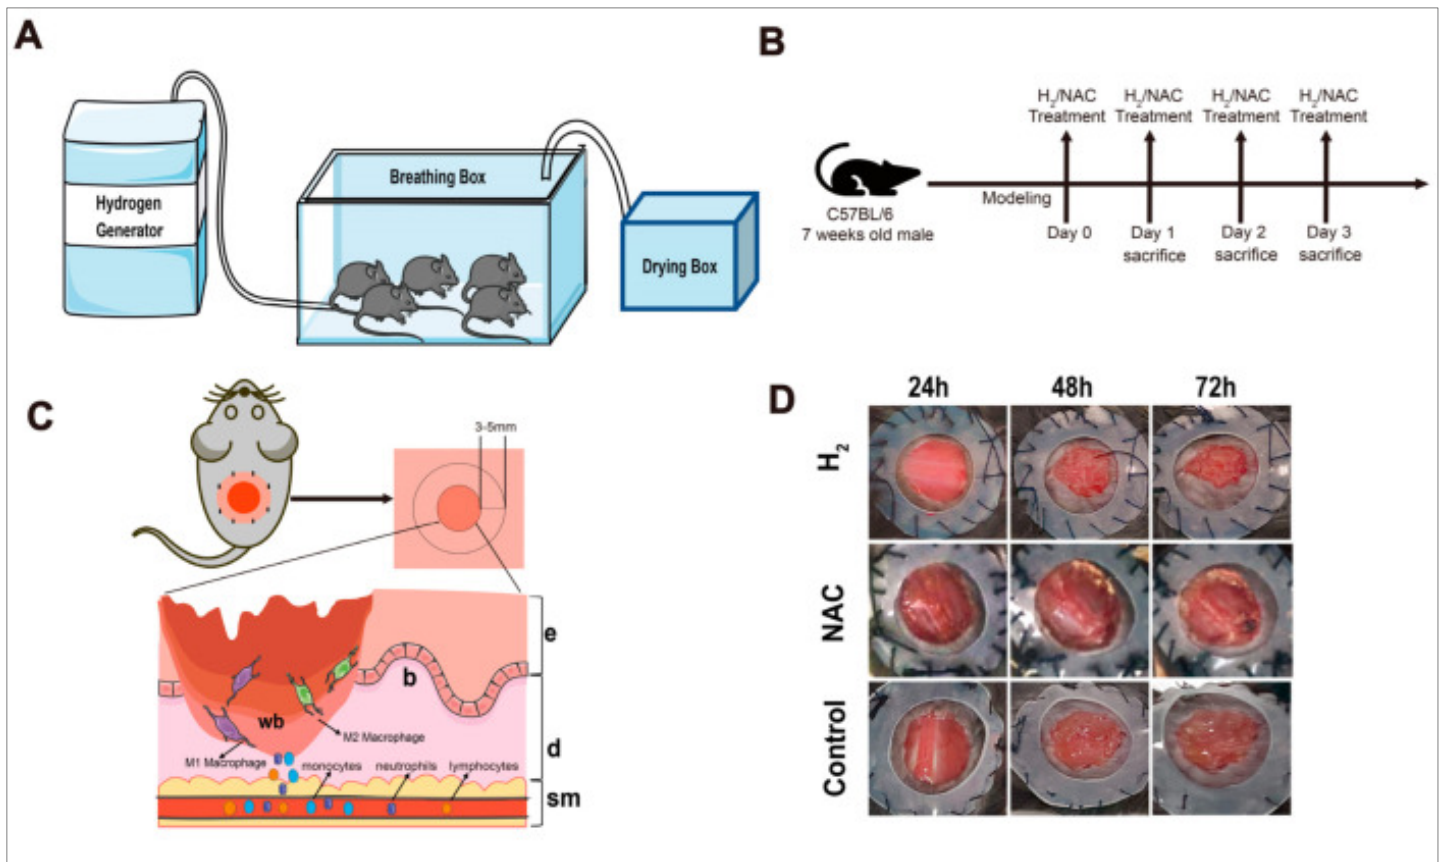 A
Hydrogen
Generator
Breathing Box
Drying Box
B
H₂/NAC H₂/NAC H₂/NAC H₂/NAC
Treatment Treatment Treatment Treatment
Modeling
C57BL/6
7 weeks old male
Day 0 Day 1 Day 2 Day 3
sacrifice sacrifice sacrifice
C
3-5mm
e
b
wb
M2 Macrophage
d
M1 Macrophage
monocytes neutrophils lymphocytes
sm
D
24h 48h 72h
H₂
NAC
Control